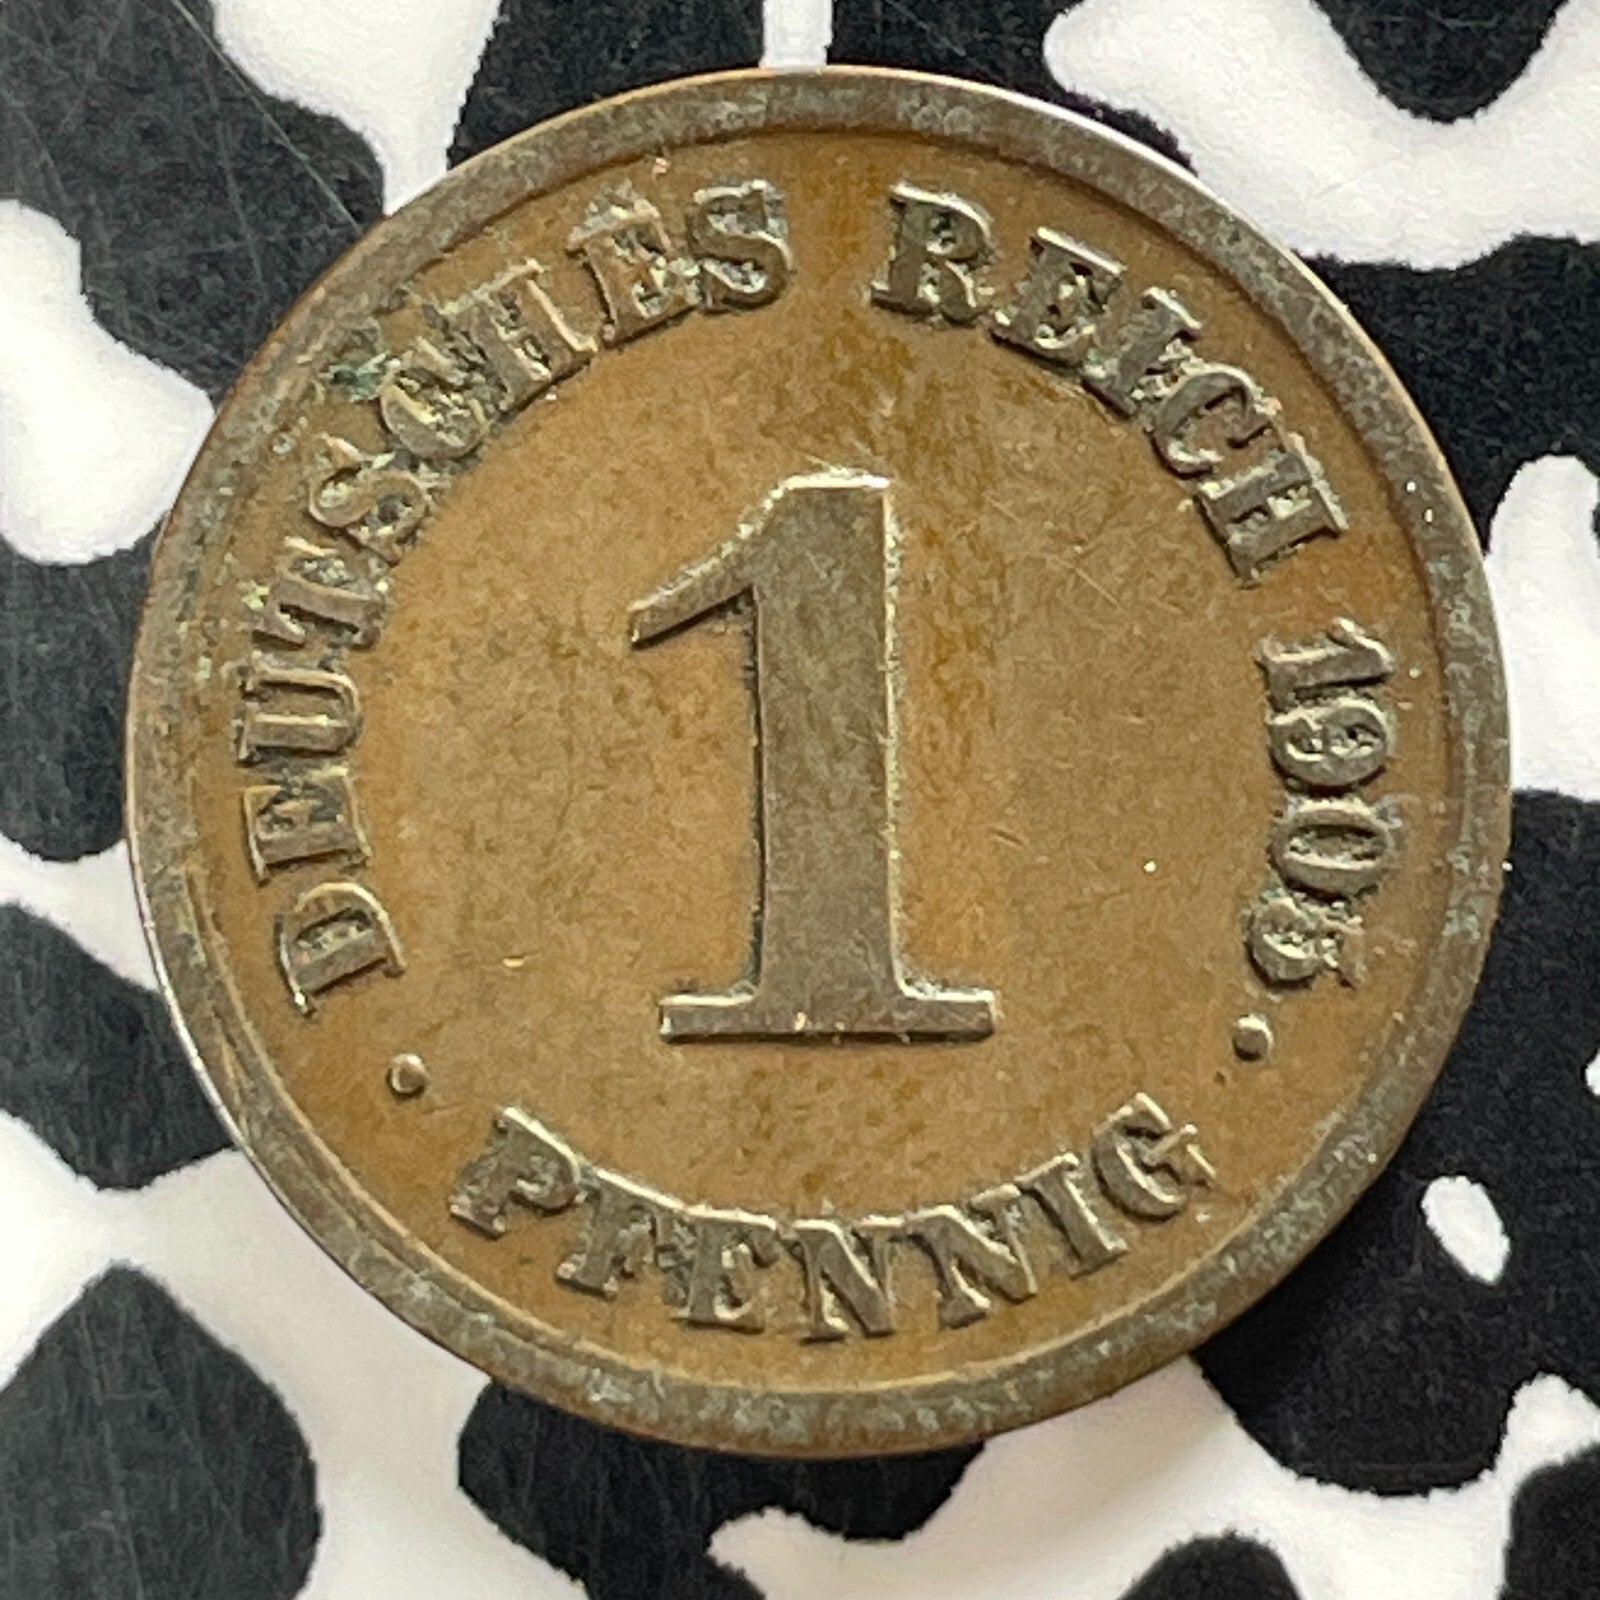 DEUTSCHES REICH 1905
1
• PFENNIG •